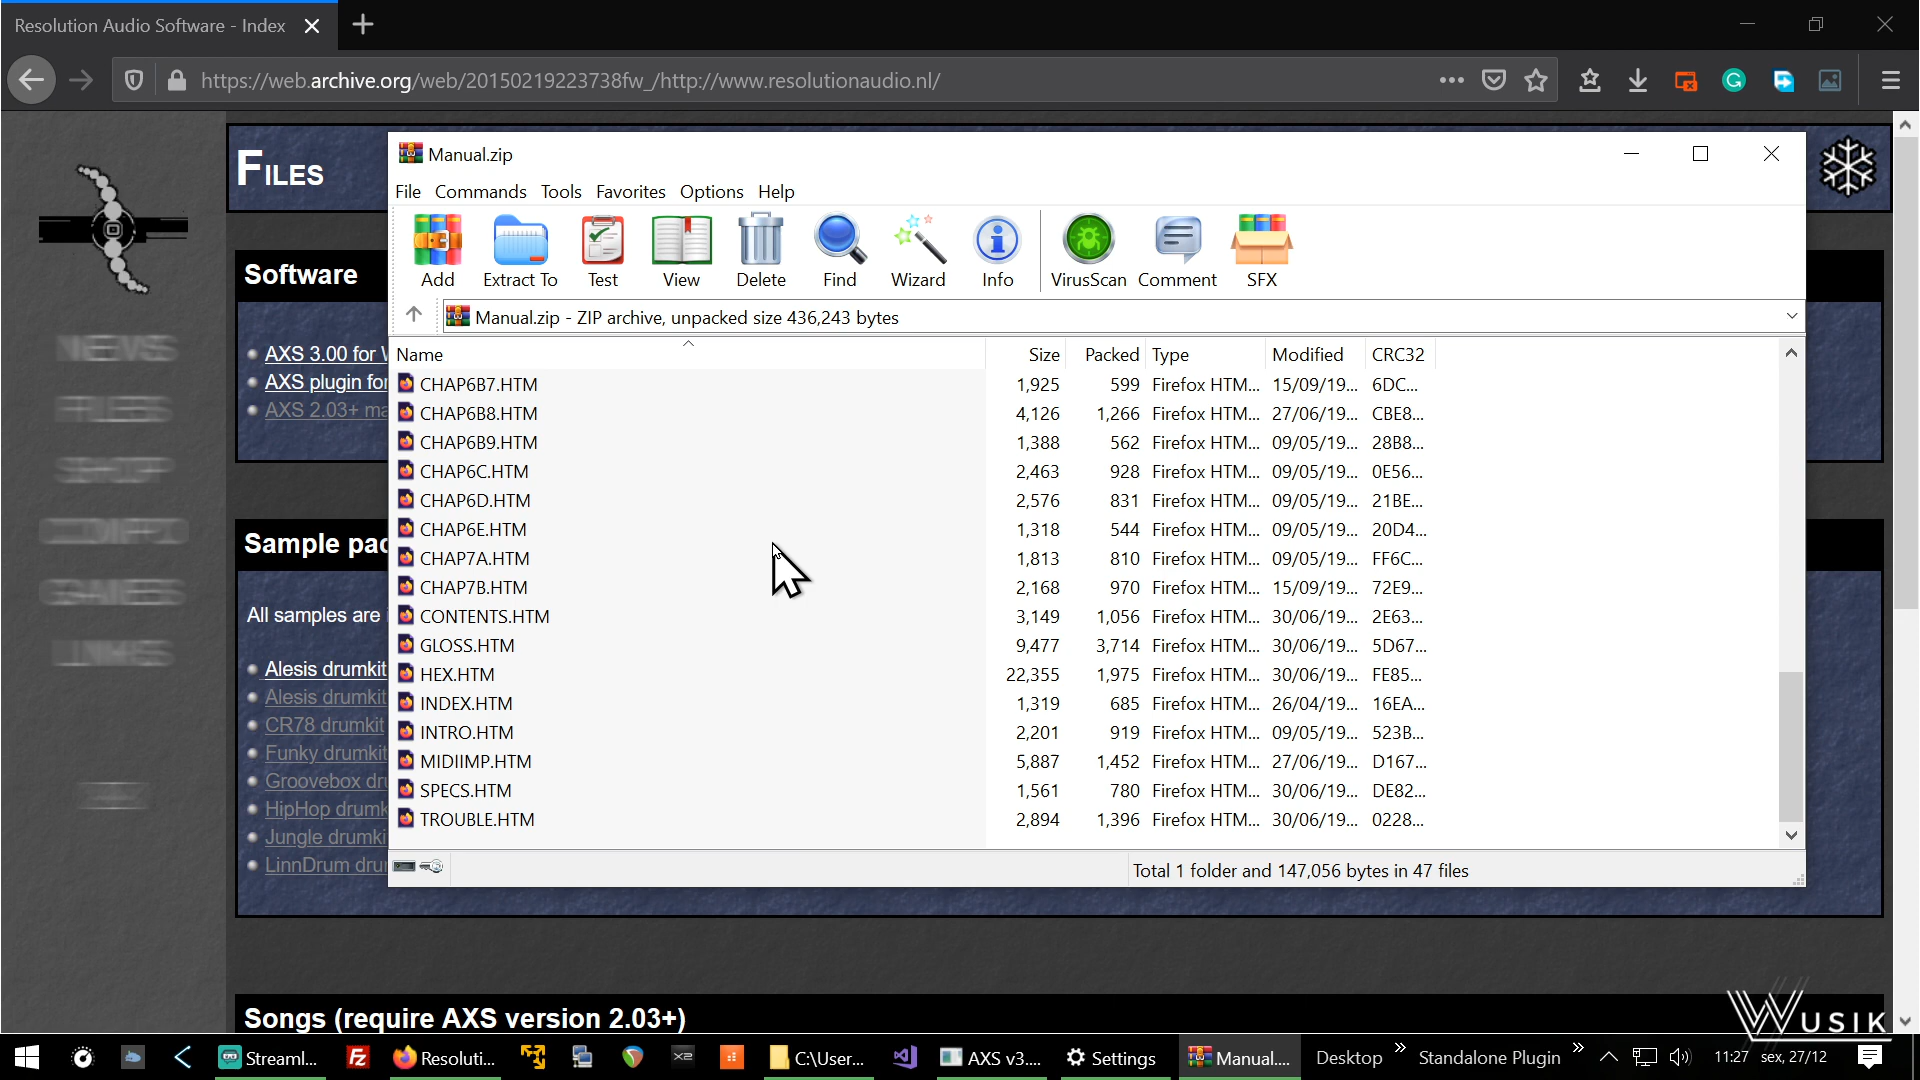 Resolution Audio Software - Index
https://web.archive.org/web/20150219223738fw_/http://www.resolutionaudio.nl/
FILES
Software
AXS 3.00 for
AXS plugin for
AXS 2.03+ ma
Sample pac
All samples are
Alesis drumkit
Alesis drumkit
CR78 drumkit
Funky drumkit
Groovebox dr
HipHop drumk
Jungle drumki
LinnDrum dru
Songs (require AXS version 2.03+)
NEWS
FILES
SHOP
GAMES
LINKS
Manual.zip
File Commands Tools Favorites Options Help
Add Extract To Test View Delete Find Wizard Info VirusScan Comment SFX
Manual.zip - ZIP archive, unpacked size 436,243 bytes
Name Size Packed Type Modified CRC32
CHAP6B7.HTM 1,925 599 Firefox HTM... 15/09/19... 6DC...
CHAP6B8.HTM 4,126 1,266 Firefox HTM... 27/06/19... CBE8...
CHAP6B9.HTM 1,388 562 Firefox HTM... 09/05/19... 28B8...
CHAP6C.HTM 2,463 928 Firefox HTM... 09/05/19... 0E56...
CHAP6D.HTM 2,576 831 Firefox HTM... 09/05/19... 21BE...
CHAP6E.HTM 1,318 544 Firefox HTM... 09/05/19... 20D4...
CHAP7A.HTM 1,813 810 Firefox HTM... 09/05/19... FF6C...
CHAP7B.HTM 2,168 970 Firefox HTM... 15/09/19... 72E9...
CONTENTS.HTM 3,149 1,056 Firefox HTM... 30/06/19... 2E63...
GLOSS.HTM 9,477 3,714 Firefox HTM... 30/06/19... 5D67...
HEX.HTM 22,355 1,975 Firefox HTM... 30/06/19... FE85...
INDEX.HTM 1,319 685 Firefox HTM... 26/04/19... 16EA...
INTRO.HTM 2,201 919 Firefox HTM... 09/05/19... 523B...
MIDIIMP.HTM 5,887 1,452 Firefox HTM... 27/06/19... D167...
SPECS.HTM 1,561 780 Firefox HTM... 30/06/19... DE82...
TROUBLE.HTM 2,894 1,396 Firefox HTM... 30/06/19... 0228...
Total 1 folder and 147,056 bytes in 47 files
WUSIK
Streaml... Resoluti... C:\User... AXS v3.... Settings Manual.... Desktop Standalone Plugin 11:27 sex, 27/12